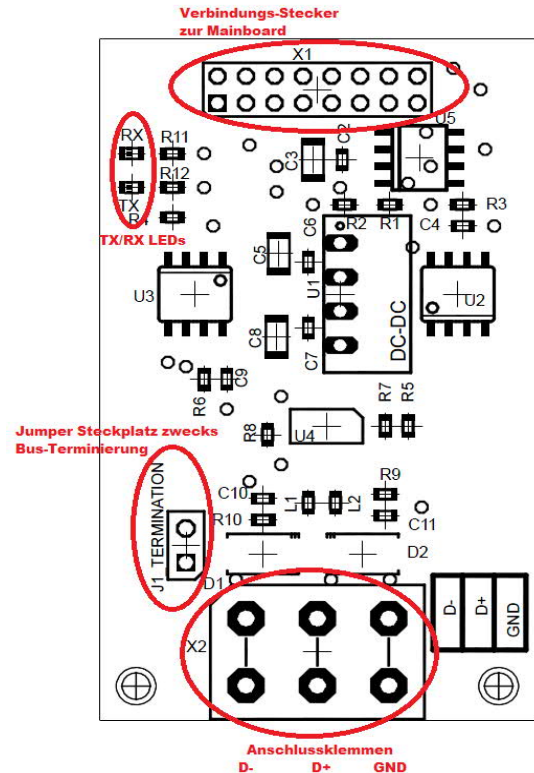 Verbindungs-Stecker
zur Mainboard
X1
U5
RX
R11
C3
C2
R12
TX
R4
R2
R1
R3
C4
TX/RX LEDs
C5
C6
U3
U1
U2
C8
C7
DC-DC
R6
C9
R8
U4
R7
R5
Jumper Steckplatz zwecks
Bus-Terminierung
J1 TERMINATION
C10
L1
L2
R9
R10
C11
D1
D2
X2
D-
D+
GND
Anschlussklemmen
D-
D+
GND